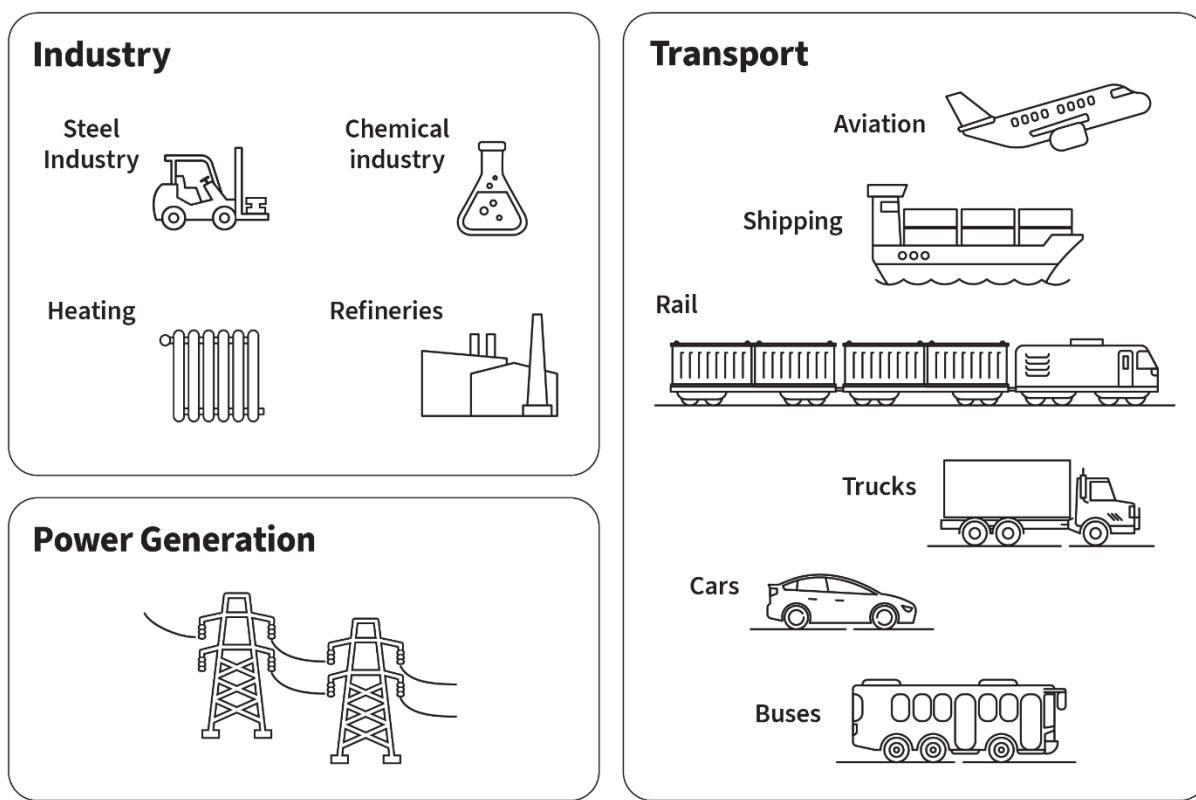 Industry
Steel
Industry
Chemical
industry
Heating
Refineries
Power Generation
Transport
Aviation
Shipping
Rail
Trucks
Cars
Buses